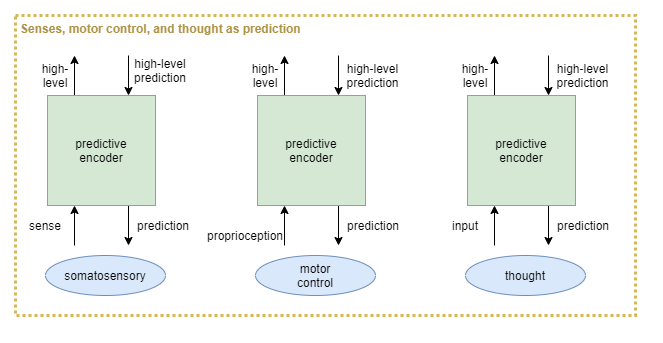 Senses, motor control, and thought as prediction
high-
level
high-level
prediction
predictive
encoder
sense
prediction
somatosensory
high-
level
high-level
prediction
predictive
encoder
proprioception
prediction
motor
control
high-
level
high-level
prediction
predictive
encoder
input
prediction
thought